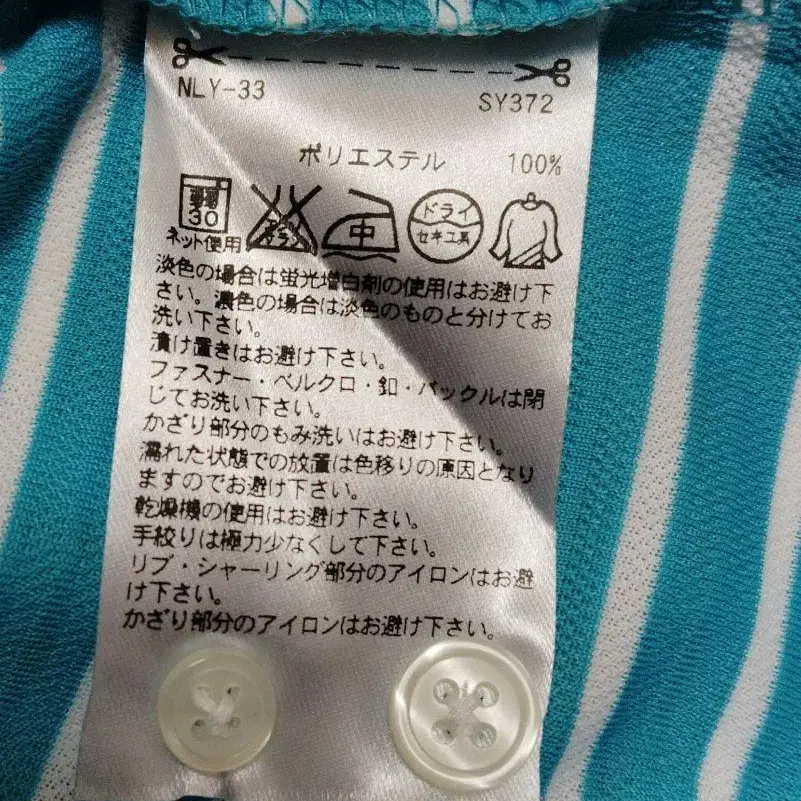 NLY-33 SY372
ポリエステル 100%
30
ドライ
中
セキユ系
ネット使用
淡色の場合は蛍光増白剤の使用はお避け下
さい。濃色の場合は淡色のものと分けてお
洗い下さい。
漬け置きはお避け下さい。
ファスナー・ベルクロ・釦・バックルは閉
じてお洗い下さい。
かざり部分のもみ洗いはお避け下さい。
濡れた状態での放置は色移りの原因となり
ますのでお避け下さい。
乾燥機の使用はお避け下さい。
手絞りは極力少なくして下さい。
リブ・シャーリング部分のアイロンはお避
け下さい。
かざり部分のアイロンはお避け下さい。